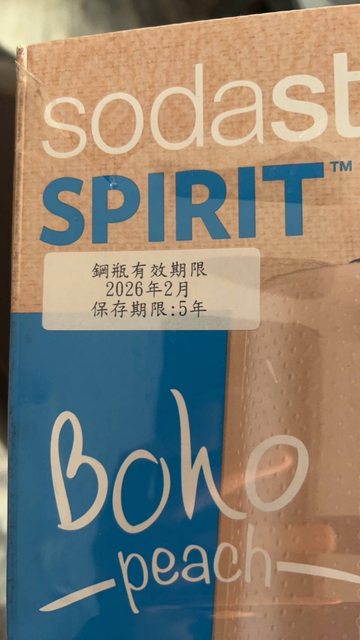 sodast
SPIRIT™
鋼瓶有效期限
2026年2月
保存期限:5年
Boho
peach